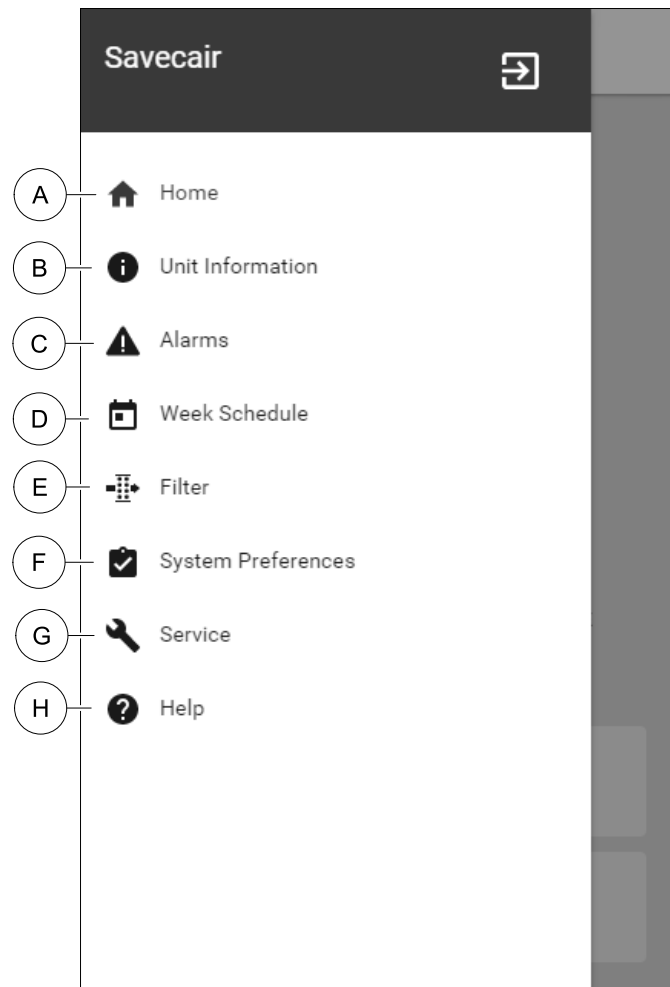 Savecair
A Home
B Unit Information
C Alarms
D Week Schedule
E Filter
F System Preferences
G Service
H Help